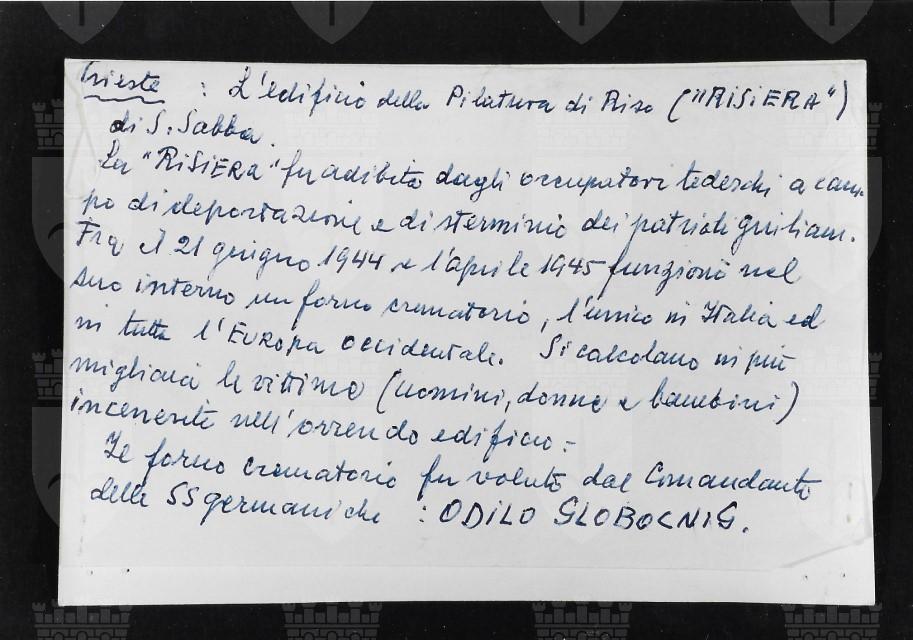 Trieste : L'edificio della Pilatura di Riso ("RISIERA")
di S. Sabba.
La "RISIERA" fu adibita dagli occupatori tedeschi a cam-
po di deportazione e di sterminio dei patrioti giuliani.
Fra il 21 giugno 1944 e l'aprile 1945 funzionò nel
suo interno un forno crematorio, l'unico in Italia ed
in tutta l'EUROPA occidentale. Si calcolano in più
migliaia le vittime (uomini, donne e bambini)
incenerite nell'orrendo edificio.-
Il forno crematorio fu voluto dal Comandante
delle SS germaniche : ODILO GLOBOCNIG.